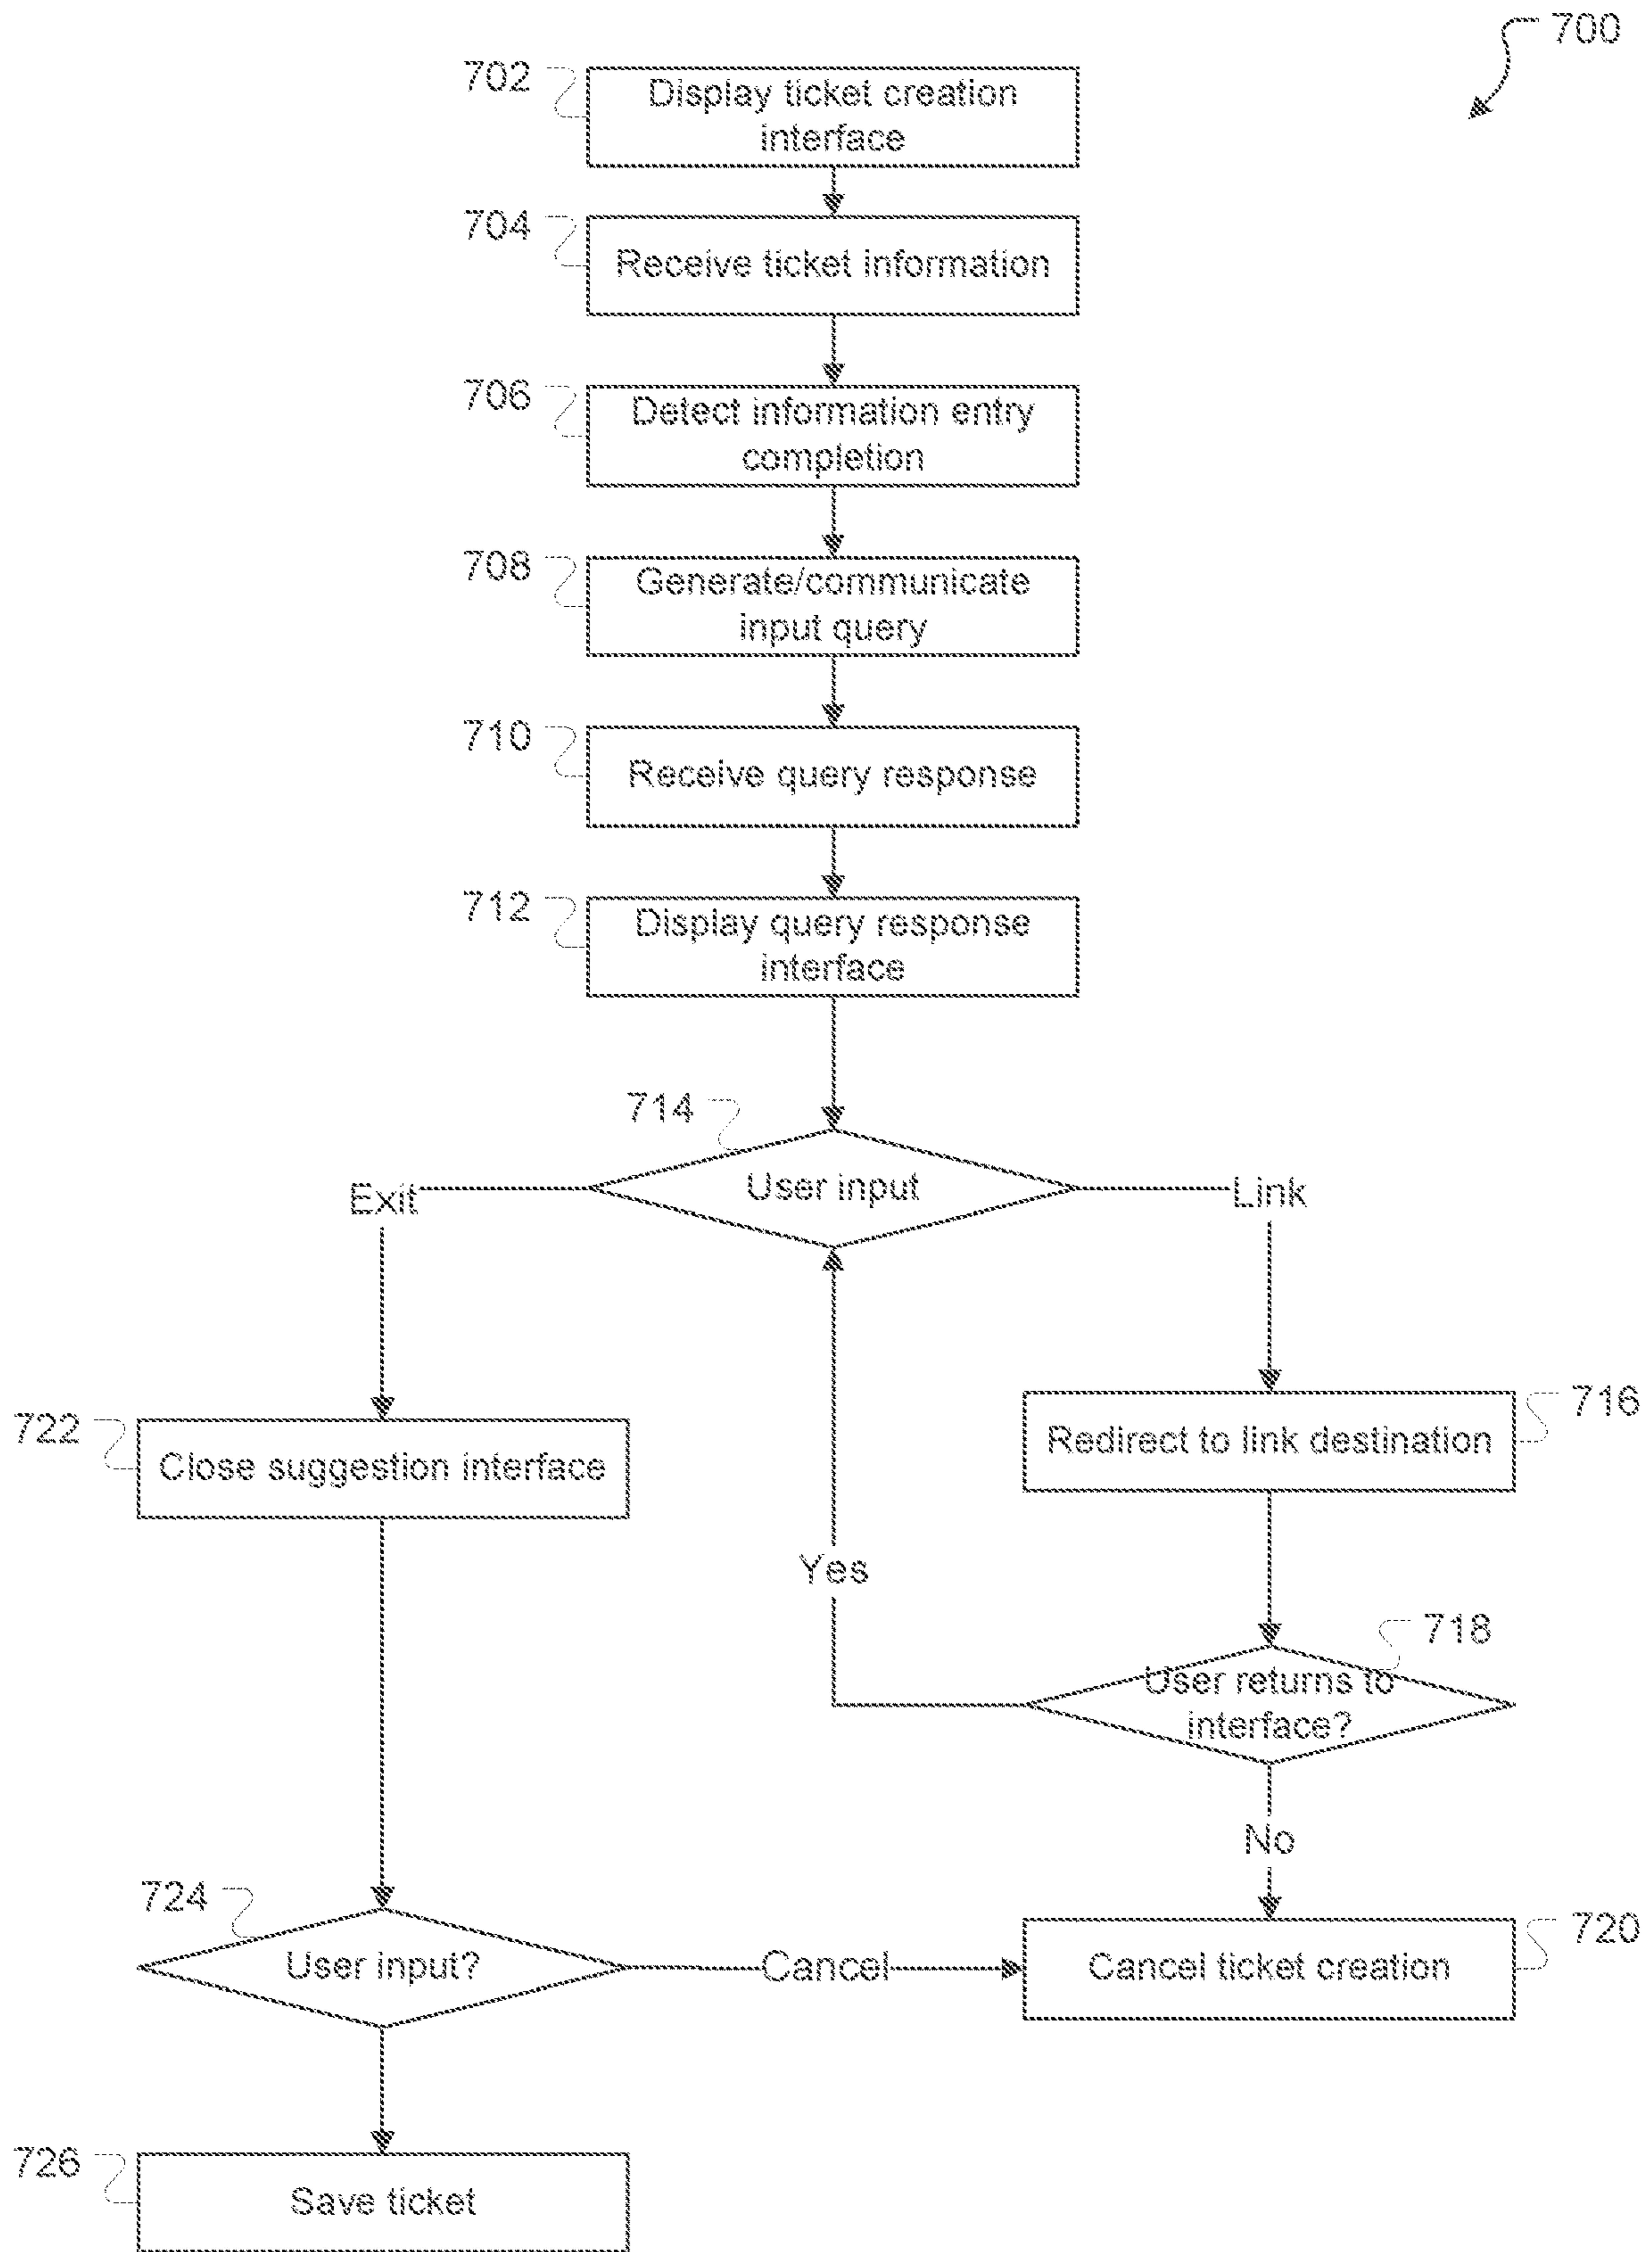 700
702
Display ticket creation
interface
704
Receive ticket information
706
Detect information entry
completion
708
Generate/communicate
input query
710
Receive query response
712
Display query response
interface
714
User input
Exit
Link
722
Close suggestion interface
716
Redirect to link destination
Yes
718
User returns to
interface?
No
724
User input?
Cancel
720
Cancel ticket creation
726
Save ticket